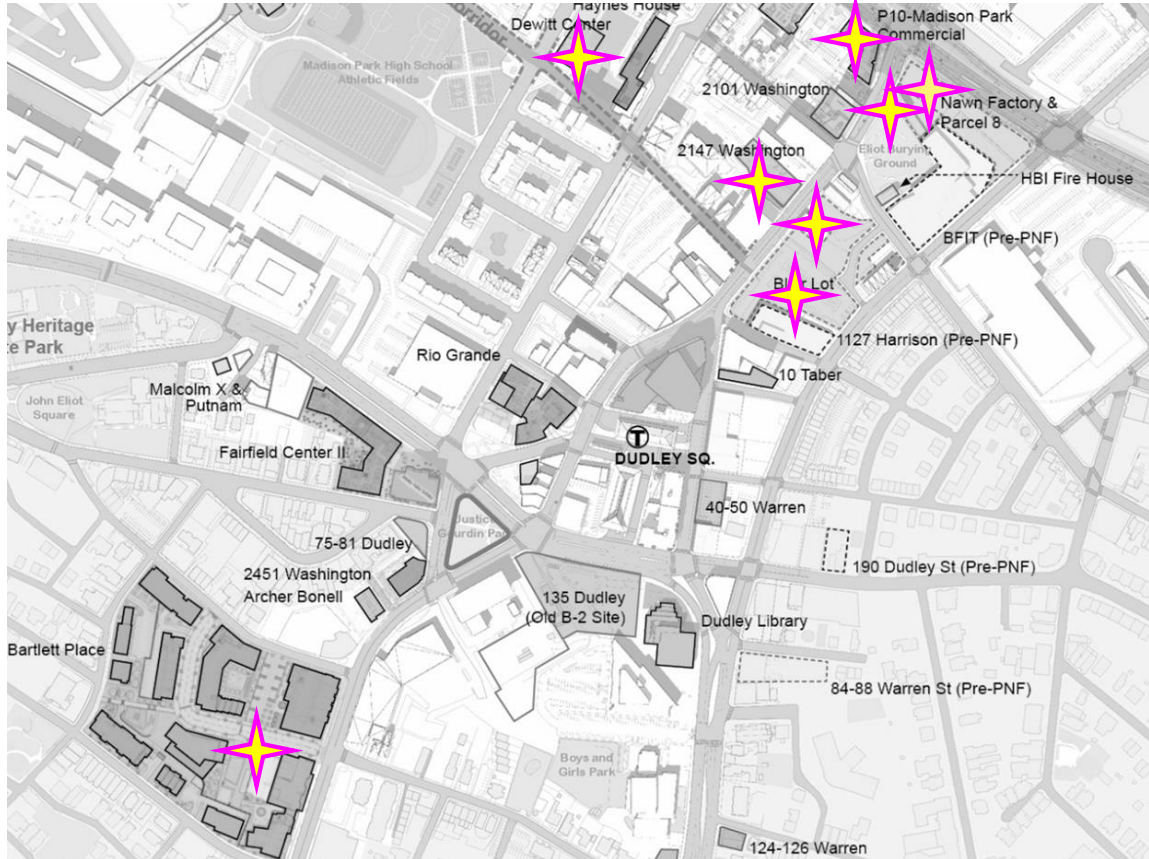 Haynes House
Dewitt Center
Corridor
P10-Madison Park
Commercial
Madison Park High School
Athletic Fields
2101 Washington
Nawn Factory &
Parcel 8
2147 Washington
Eliot Burying
Ground
HBI Fire House
BFIT (Pre-PNF)
Lot
y Heritage
te Park
1127 Harrison (Pre-PNF)
Rio Grande
10 Taber
Malcolm X &
Putnam
John Eliot
Square
T
DUDLEY SQ.
Fairfield Center II
40-50 Warren
Justice
Gourdin Park
75-81 Dudley
190 Dudley St (Pre-PNF)
2451 Washington
Archer Bonell
135 Dudley
(Old B-2 Site)
Dudley Library
Bartlett Place
84-88 Warren St (Pre-PNF)
Boys and
Girls Park
124-126 Warren